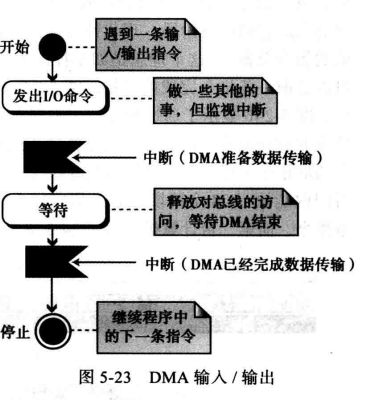 遇到一条输
入/输出指令
开始
发出I/O命令
做一些其他的
事，但监视中断
中断（DMA准备数据传输）
等待
释放对总线的访
问，等待DMA结束
中断（DMA已经完成数据传输）
停止
继续程序中
的下一条指令
图 5-23 DMA 输入 / 输出